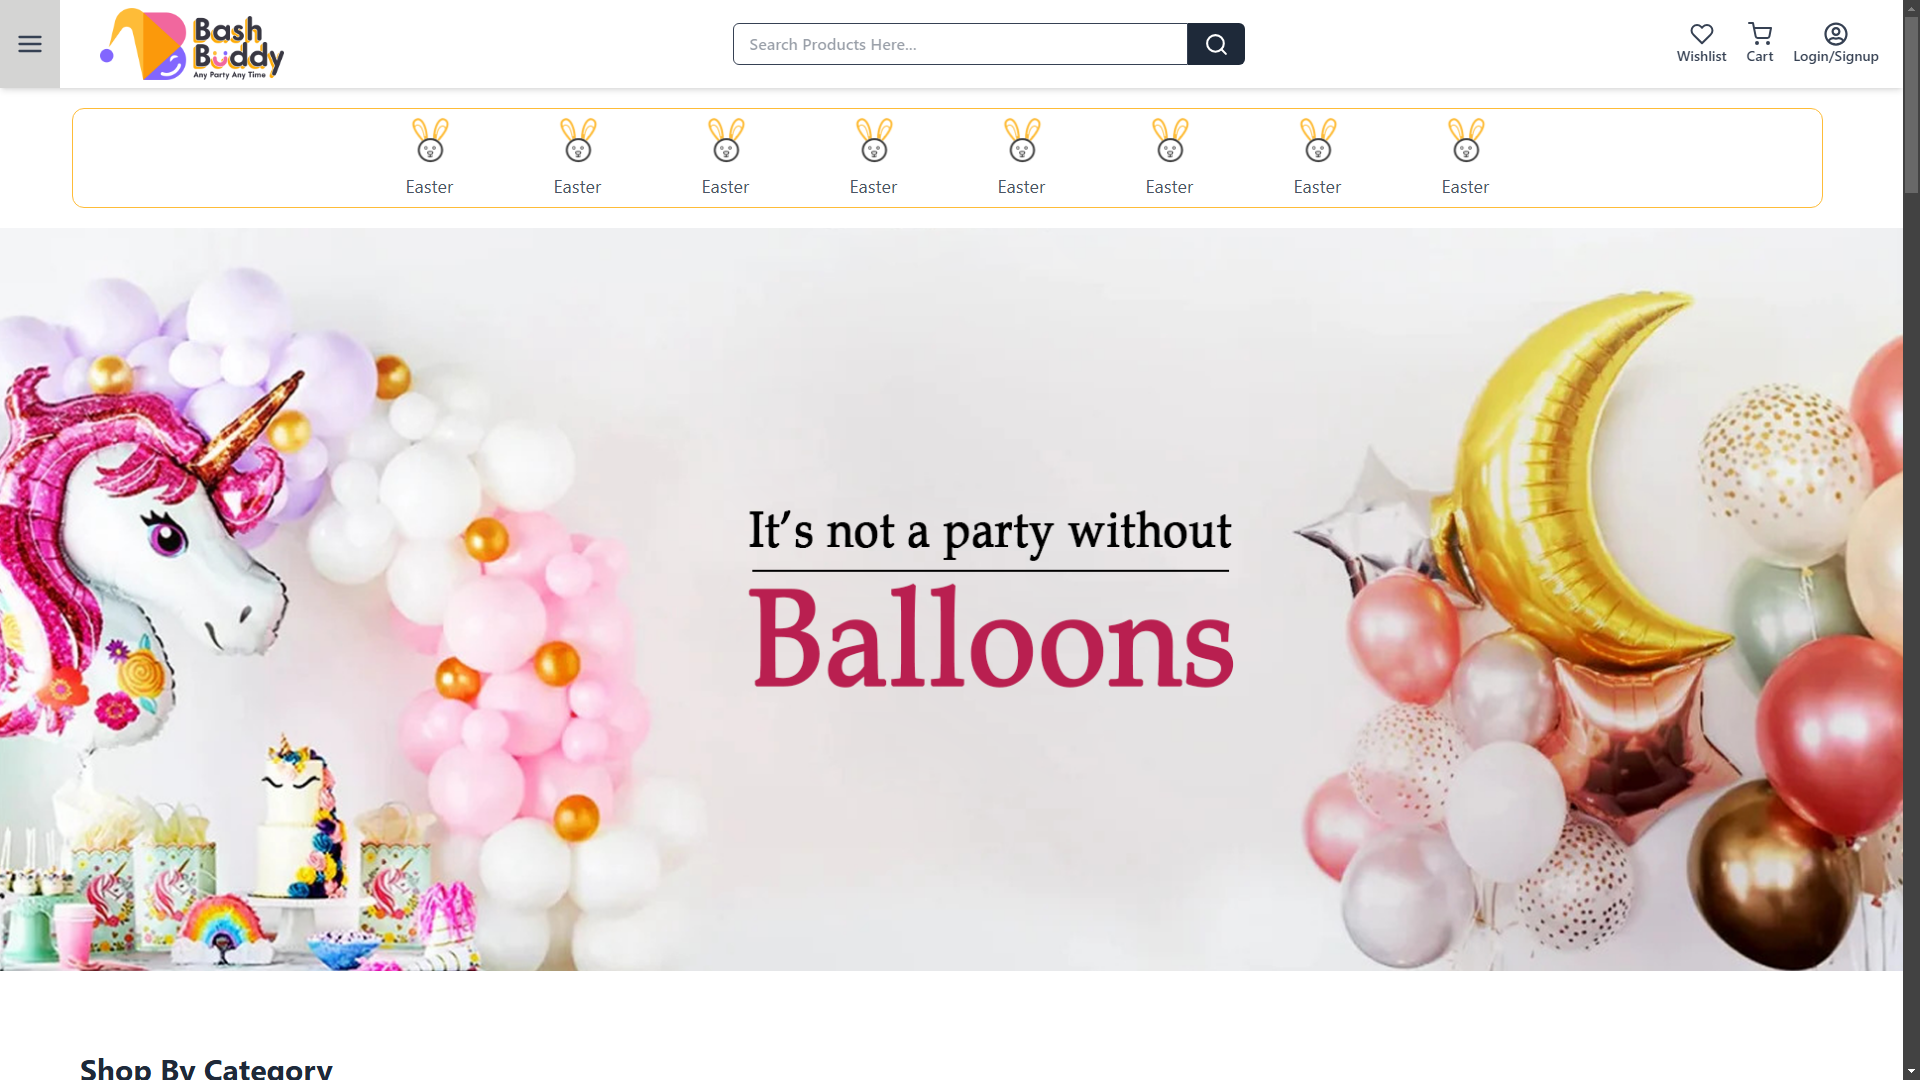 Bash
Buddy
Any Party Any Time
Search Products Here...
Wishlist
Cart
Login/Signup
Easter
Easter
Easter
Easter
Easter
Easter
Easter
Easter
It's not a party without
Balloons
Shop By Category